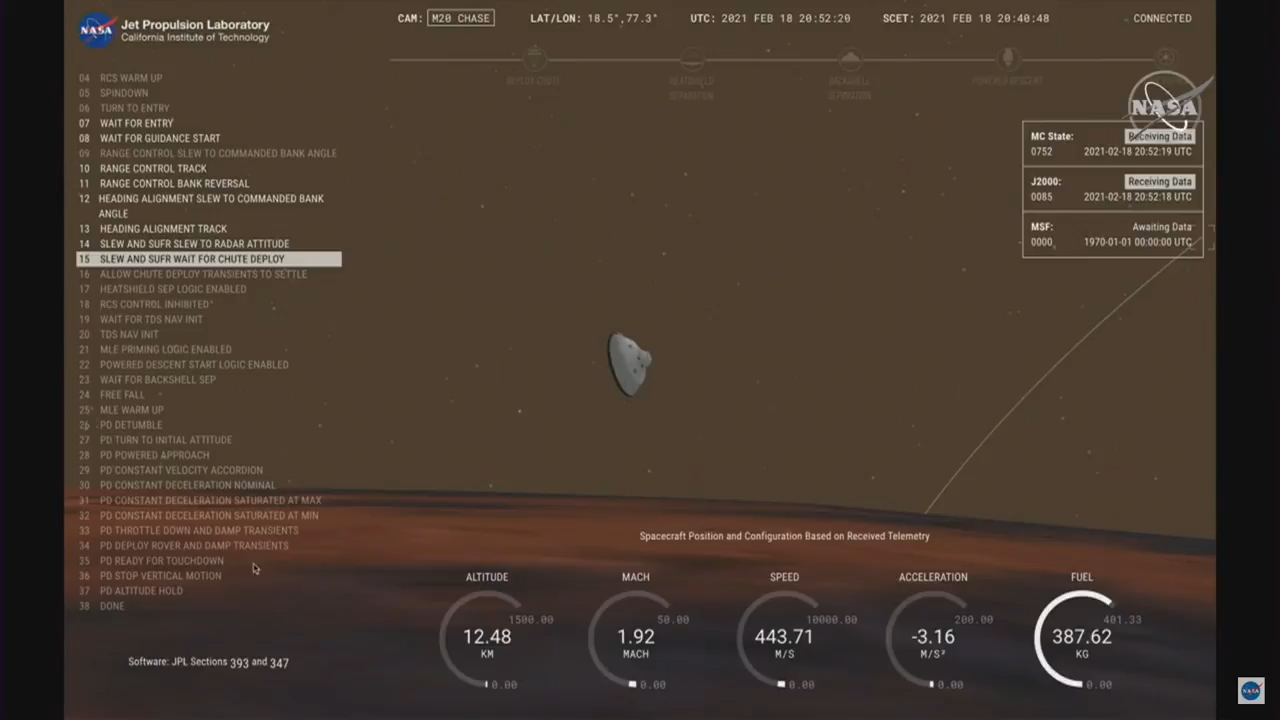 NASA
Jet Propulsion Laboratory
California Institute of Technology
CAM: M20 CHASE
LAT/LON: 18.5°,77.3°
UTC: 2021 FEB 18 20:52:20
SCET: 2021 FEB 18 20:40:48
CONNECTED
DEPLOY CHUTE
HEATSHIELD
SEPARATION
BACKSHELL
SEPARATION
POWERED DESCENT
NASA
04 RCS WARM UP
05 SPINDOWN
06 TURN TO ENTRY
07 WAIT FOR ENTRY
08 WAIT FOR GUIDANCE START
09 RANGE CONTROL SLEW TO COMMANDED BANK ANGLE
10 RANGE CONTROL TRACK
11 RANGE CONTROL BANK REVERSAL
12 HEADING ALIGNMENT SLEW TO COMMANDED BANK
ANGLE
13 HEADING ALIGNMENT TRACK
14 SLEW AND SUFR SLEW TO RADAR ATTITUDE
15 SLEW AND SUFR WAIT FOR CHUTE DEPLOY
16 ALLOW CHUTE DEPLOY TRANSIENTS TO SETTLE
17 HEATSHIELD SEP LOGIC ENABLED
18 RCS CONTROL INHIBITED
19 WAIT FOR TDS NAV INIT
20 TDS NAV INIT
21 MLE PRIMING LOGIC ENABLED
22 POWERED DESCENT START LOGIC ENABLED
23 WAIT FOR BACKSHELL SEP
24 FREE FALL
25 MLE WARM UP
26 PD DETUMBLE
27 PD TURN TO INITIAL ATTITUDE
28 PD POWERED APPROACH
29 PD CONSTANT VELOCITY ACCORDION
30 PD CONSTANT DECELERATION NOMINAL
31 PD CONSTANT DECELERATION SATURATED AT MAX
32 PD CONSTANT DECELERATION SATURATED AT MIN
33 PD THROTTLE DOWN AND DAMP TRANSIENTS
34 PD DEPLOY ROVER AND DAMP TRANSIENTS
35 PD READY FOR TOUCHDOWN
36 PD STOP VERTICAL MOTION
37 PD ALTITUDE HOLD
38 DONE
Software: JPL Sections 393 and 347
MC State: Receiving Data
0752 2021-02-18 20:52:19 UTC
J2000: Receiving Data
0085 2021-02-18 20:52:18 UTC
MSF: Awaiting Data
0000 1970-01-01 00:00:00 UTC
Spacecraft Position and Configuration Based on Received Telemetry
ALTITUDE
1500.00
12.48
KM
0.00
MACH
50.00
1.92
MACH
0.00
SPEED
10000.00
443.71
M/S
0.00
ACCELERATION
200.00
-3.16
M/S²
0.00
FUEL
401.33
387.62
KG
0.00
NASA